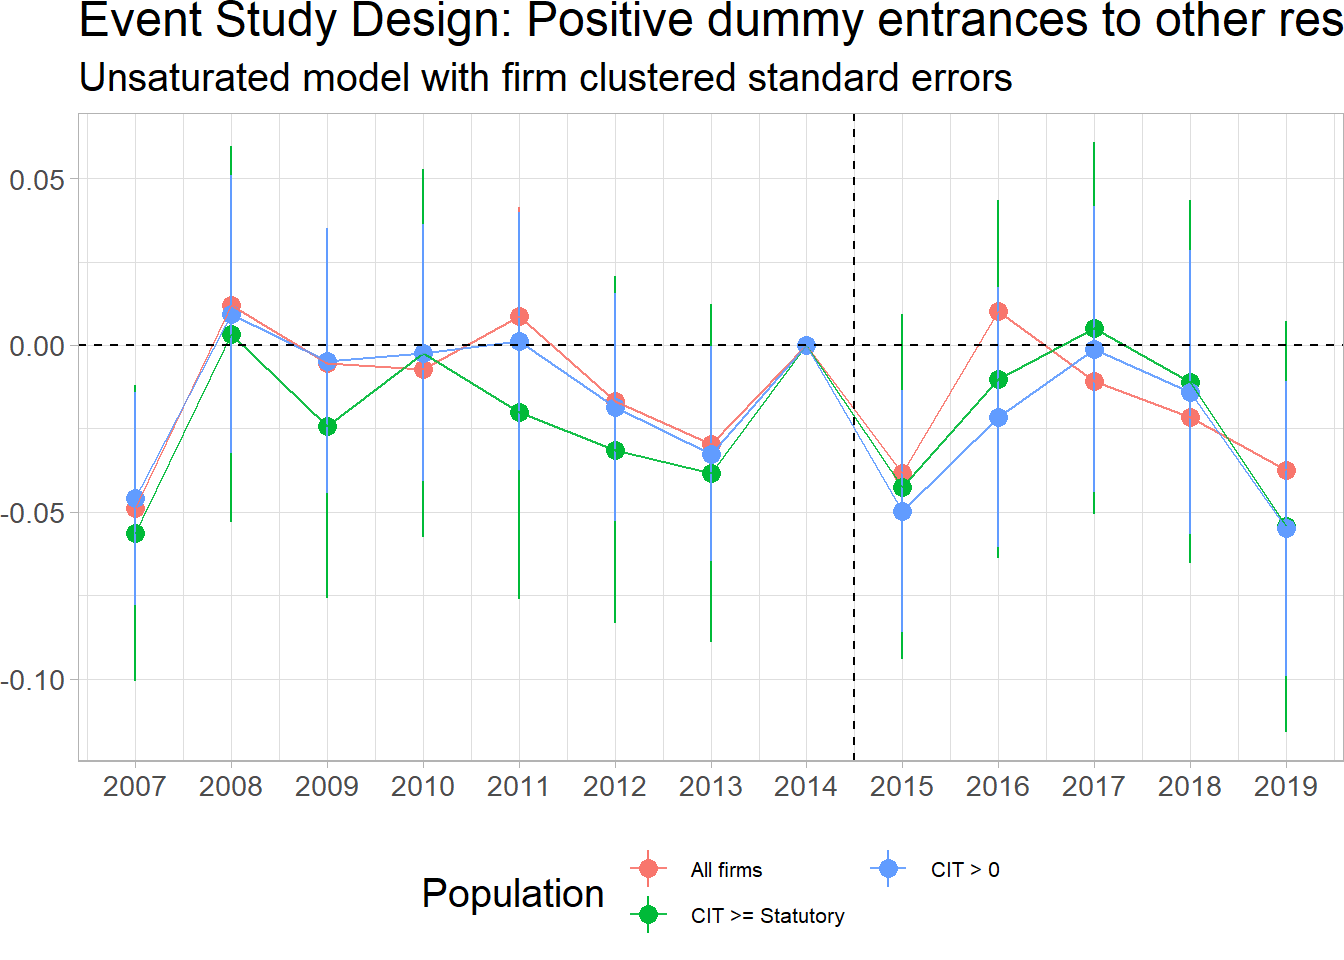 Event Study Design: Positive dummy entrances to other res
Unsaturated model with firm clustered standard errors
0.05
0.00
-0.05
-0.10
2007 2008 2009 2010 2011 2012 2013 2014 2015 2016 2017 2018 2019
Population
All firms
CIT > 0
CIT >= Statutory